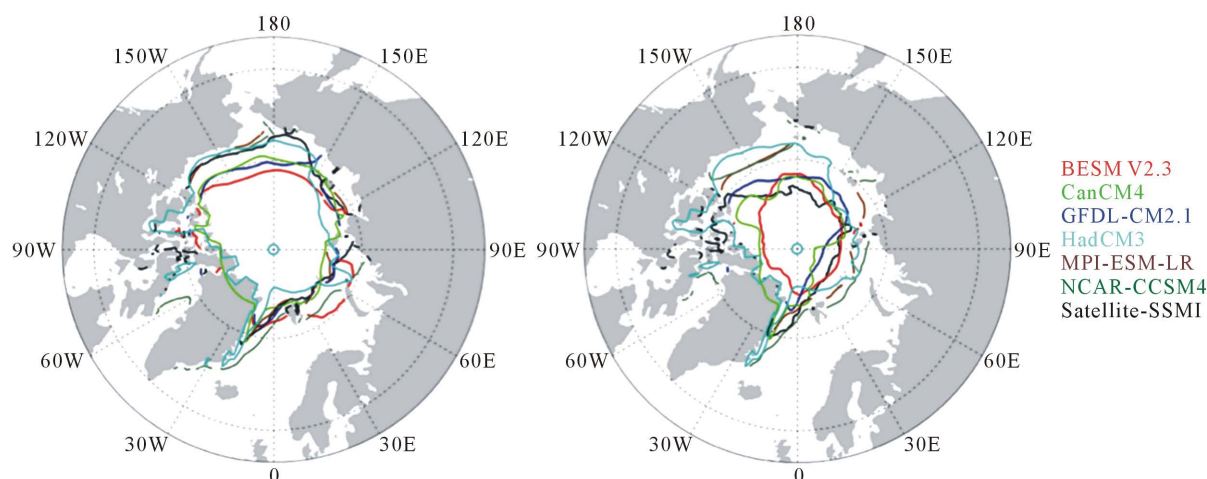 180
150W
150E
120W
120E
90W
90E
60W
60E
30W
30E
0
180
150W
150E
120W
120E
90W
90E
60W
60E
30W
30E
0
BESM V2.3
CanCM4
GFDL-CM2.1
HadCM3
MPI-ESM-LR
NCAR-CCSM4
Satellite-SSMI